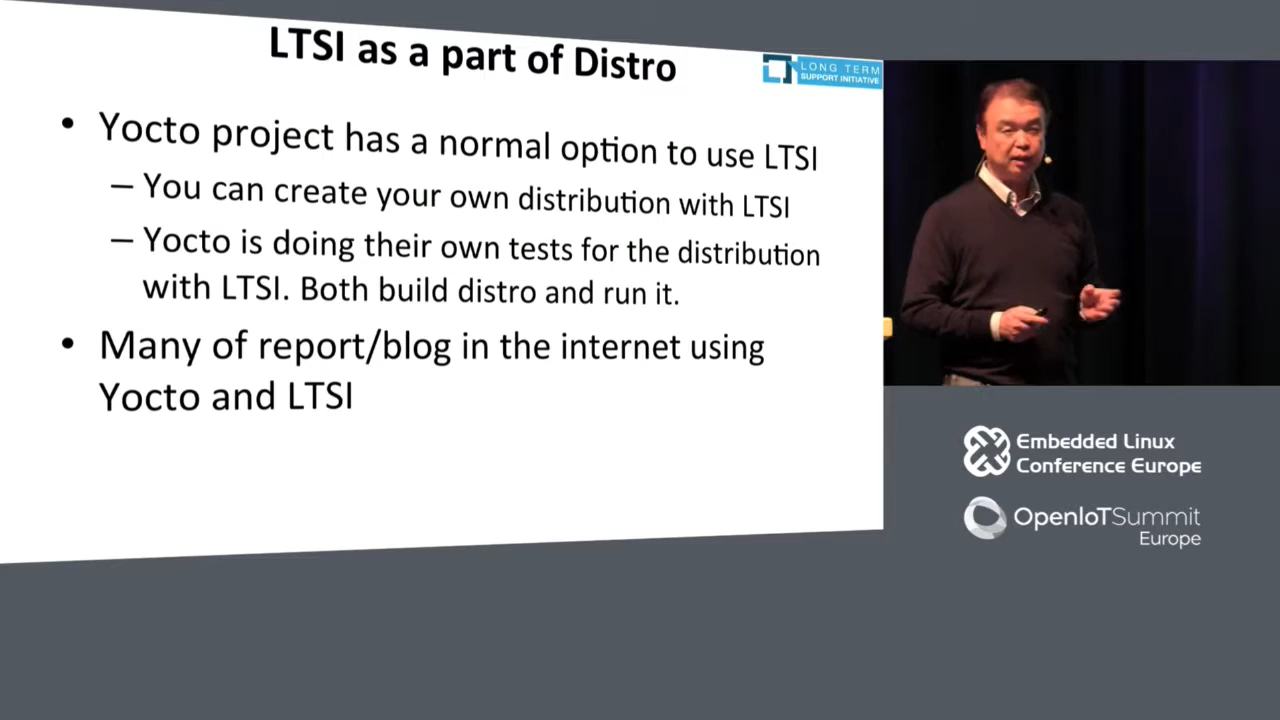 LTSI as a part of Distro
LONG TERM
SUPPORT INITIATIVE
• Yocto project has a normal option to use LTSI
– You can create your own distribution with LTSI
– Yocto is doing their own tests for the distribution
with LTSI. Both build distro and run it.
• Many of report/blog in the internet using
Yocto and LTSI
Embedded Linux
Conference Europe
OpenIoTSummit
Europe